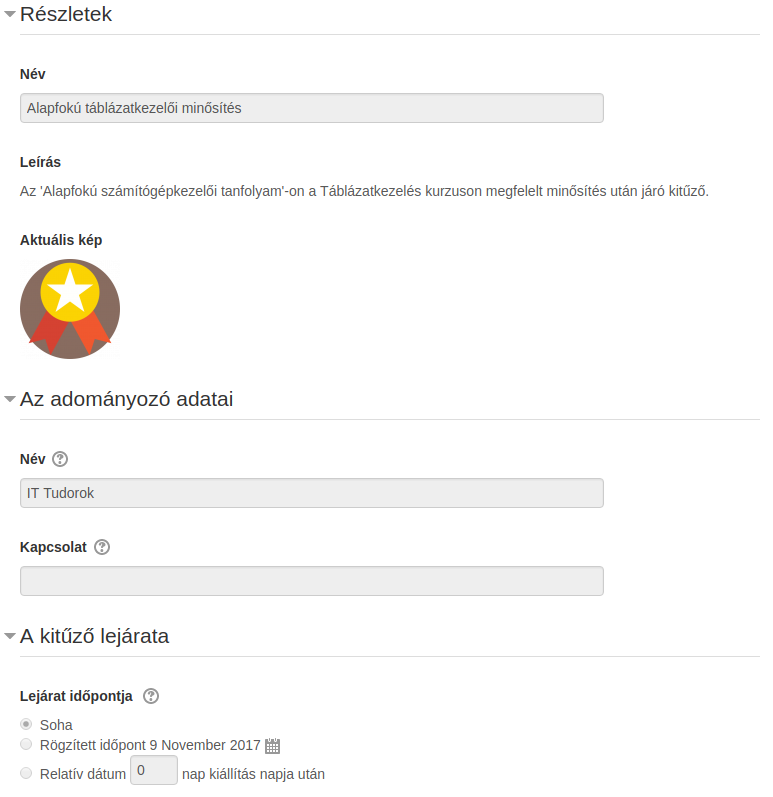 Részletek
Név
Alapfokú táblázatkezelői minősítés
Leírás
Az 'Alapfokú számítógépkezelői tanfolyam'-on a Táblázatkezelés kurzuson megfelelt minősítés után járó kitűző.
Aktuális kép
Az adományozó adatai
Név
IT Tudorok
Kapcsolat
A kitűző lejárata
Lejárat időpontja
Soha
Rögzített időpont 9 November 2017
Relatív dátum 0 nap kiállítás napja után